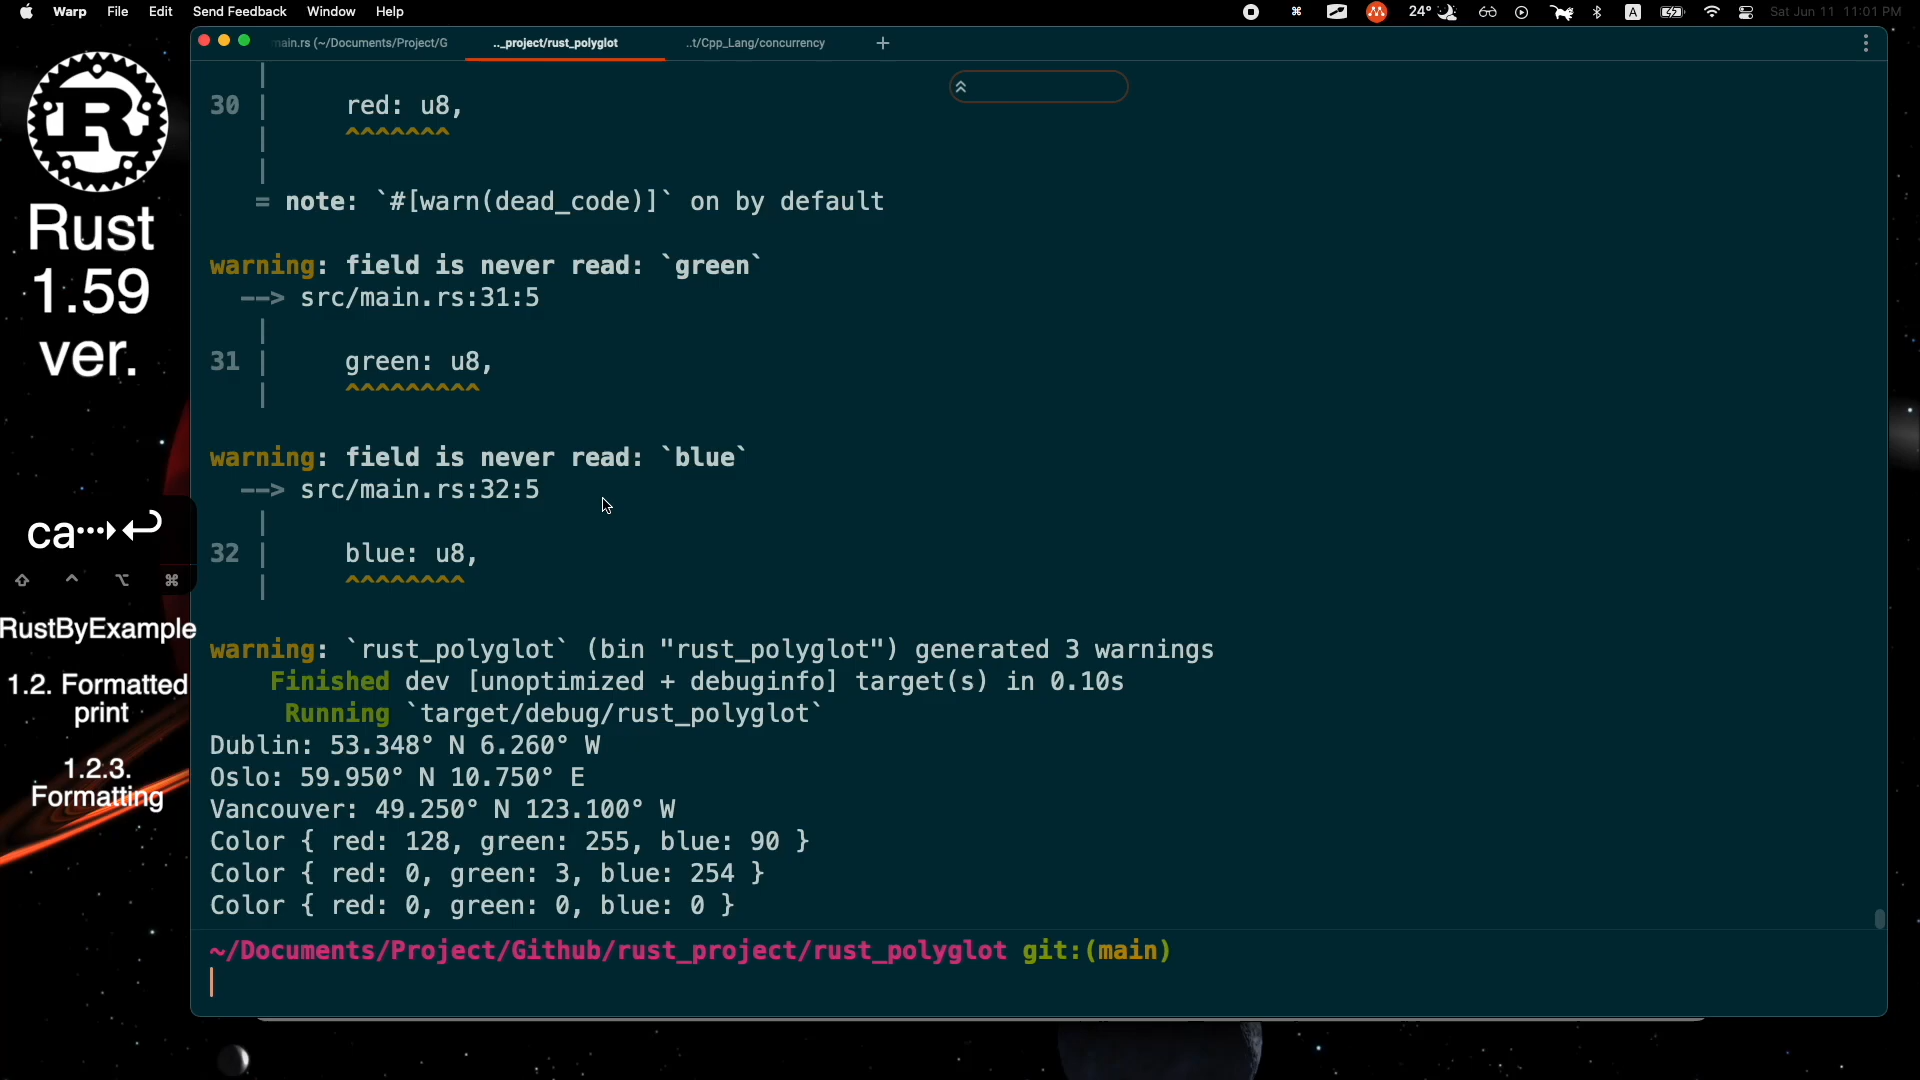 Warp File Edit Send Feedback Window Help
24° A Sat Jun 11 11:01 PM
main.rs (~/Documents/Project/G .._project/rust_polyglot ..t/Cpp_Lang/concurrency +
R
Rust
1.59
ver.
ca…↩
⇧ ^ ⌥ ⌘
RustByExample
1.2. Formatted
print
1.2.3.
Formatting
|
30 | red: u8,
| ^^^^^^^
|
= note: `#[warn(dead_code)]` on by default
warning: field is never read: `green`
--> src/main.rs:31:5
|
31 | green: u8,
| ^^^^^^^^^
warning: field is never read: `blue`
--> src/main.rs:32:5
|
32 | blue: u8,
| ^^^^^^^^
warning: `rust_polyglot` (bin "rust_polyglot") generated 3 warnings
Finished dev [unoptimized + debuginfo] target(s) in 0.10s
Running `target/debug/rust_polyglot`
Dublin: 53.348° N 6.260° W
Oslo: 59.950° N 10.750° E
Vancouver: 49.250° N 123.100° W
Color { red: 128, green: 255, blue: 90 }
Color { red: 0, green: 3, blue: 254 }
Color { red: 0, green: 0, blue: 0 }
~/Documents/Project/Github/rust_project/rust_polyglot git:(main)